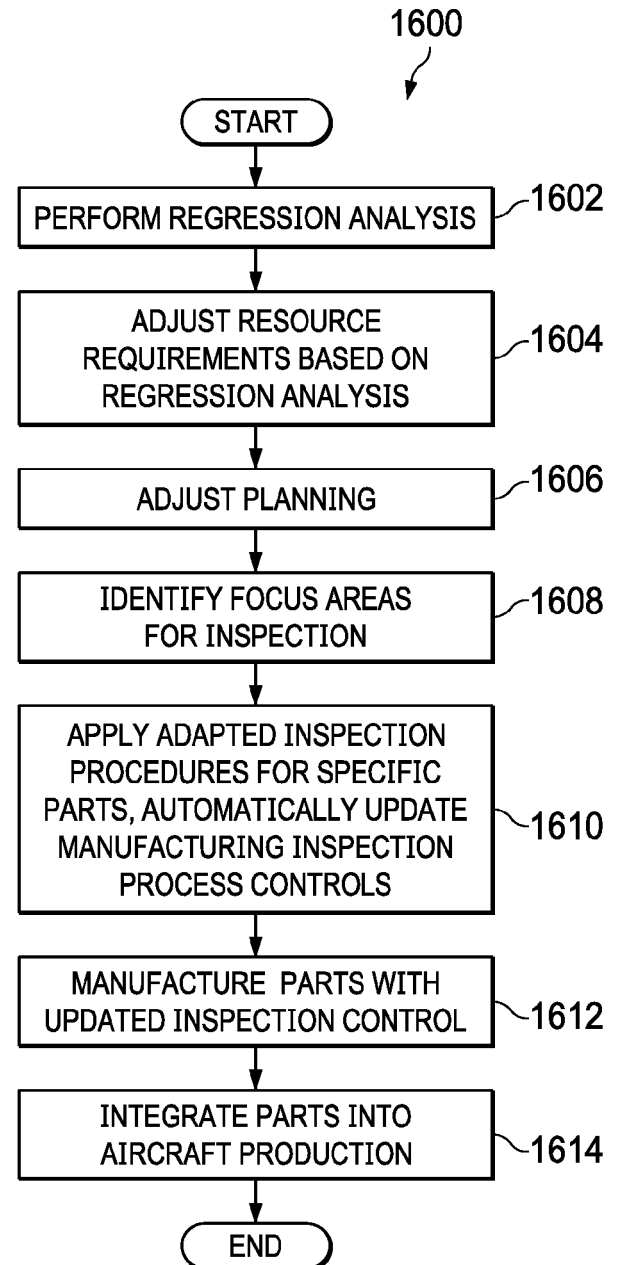 1600
START
PERFORM REGRESSION ANALYSIS
1602
ADJUST RESOURCE
REQUIREMENTS BASED ON
REGRESSION ANALYSIS
1604
ADJUST PLANNING
1606
IDENTIFY FOCUS AREAS
FOR INSPECTION
1608
APPLY ADAPTED INSPECTION
PROCEDURES FOR SPECIFIC
PARTS, AUTOMATICALLY UPDATE
MANUFACTURING INSPECTION
PROCESS CONTROLS
1610
MANUFACTURE PARTS WITH
UPDATED INSPECTION CONTROL
1612
INTEGRATE PARTS INTO
AIRCRAFT PRODUCTION
1614
END